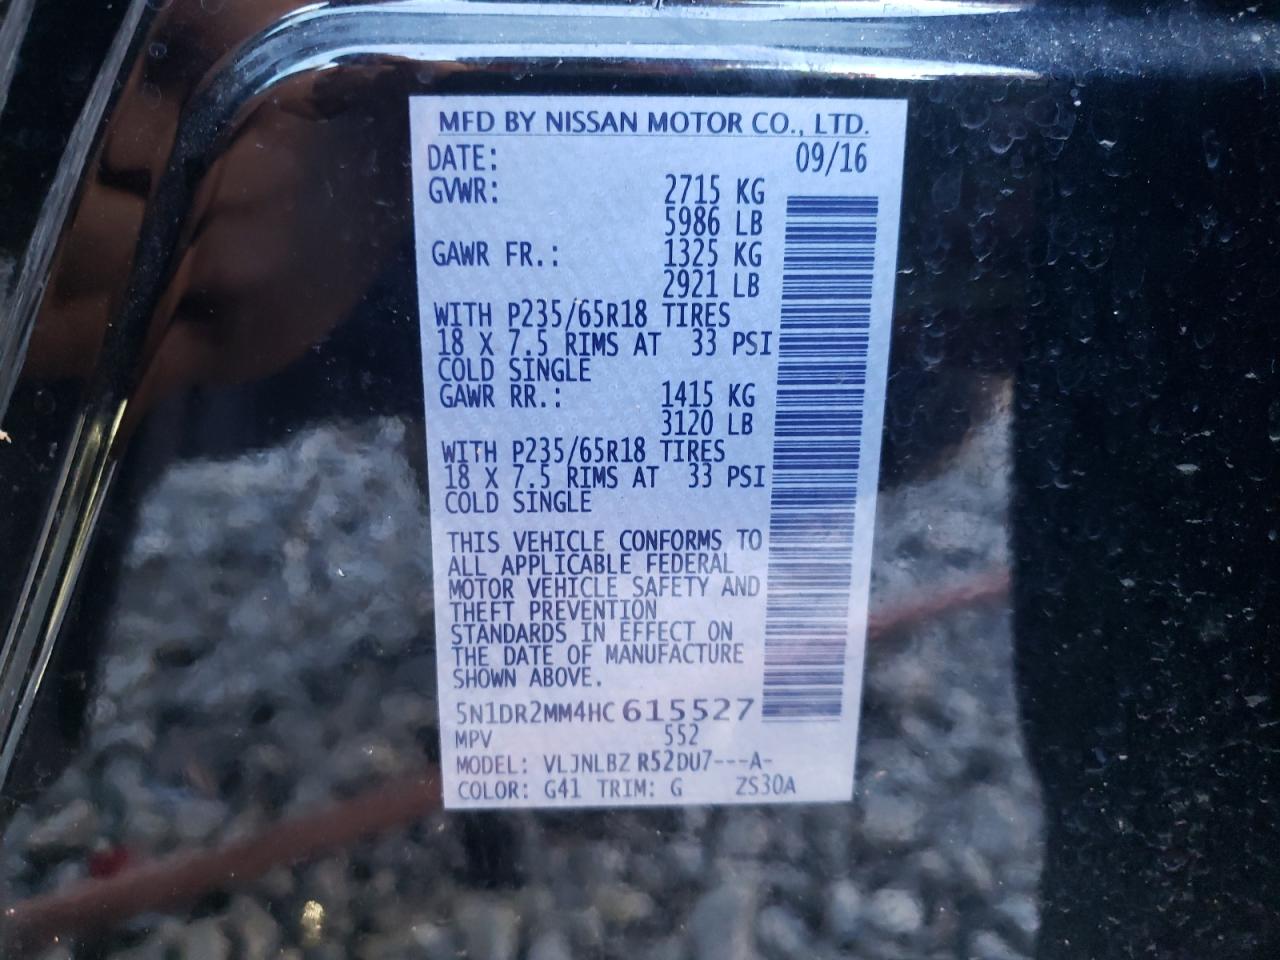 MFD BY NISSAN MOTOR CO., LTD.
DATE: 09/16
GVWR: 2715 KG
5986 LB
GAWR FR.: 1325 KG
2921 LB
WITH P235/65R18 TIRES
18 X 7.5 RIMS AT 33 PSI
COLD SINGLE
GAWR RR.: 1415 KG
3120 LB
WITH P235/65R18 TIRES
18 X 7.5 RIMS AT 33 PSI
COLD SINGLE
THIS VEHICLE CONFORMS TO
ALL APPLICABLE FEDERAL
MOTOR VEHICLE SAFETY AND
THEFT PREVENTION
STANDARDS IN EFFECT ON
THE DATE OF MANUFACTURE
SHOWN ABOVE.
5N1DR2MM4HC 615527
MPV 552
MODEL: VLJNLBZ R52DU7---A-
COLOR: G41 TRIM: G ZS30A